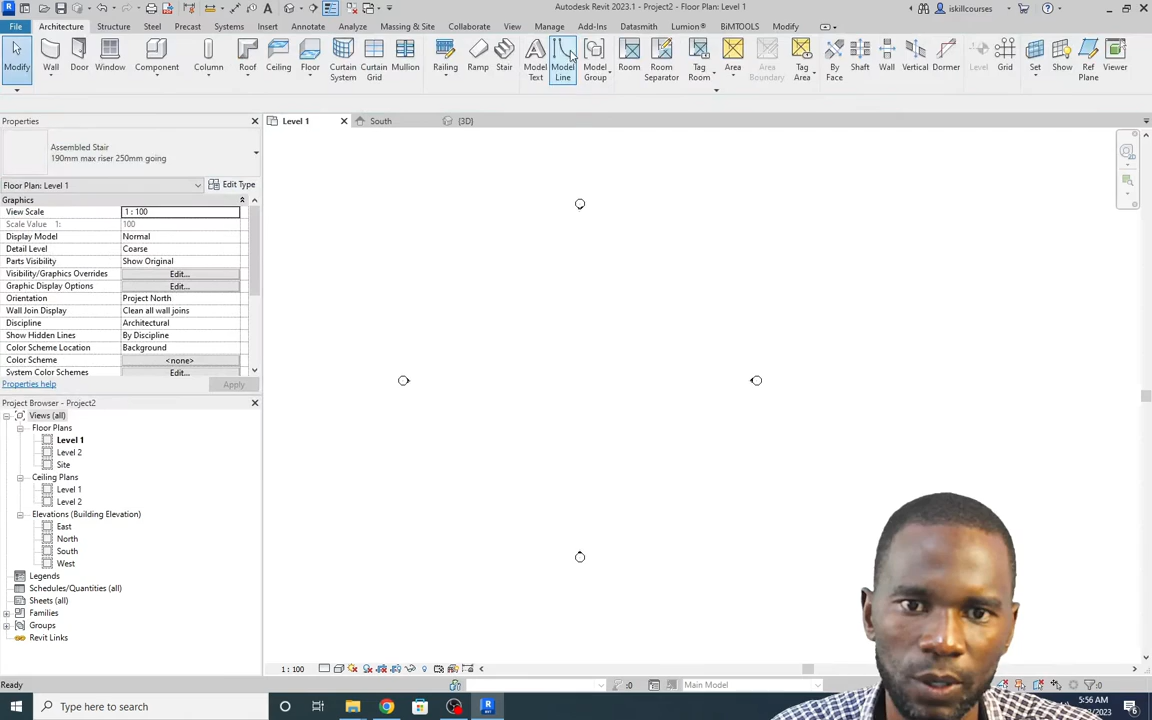 Autodesk Revit 2023.1 - Project2 - Floor Plan: Level 1
iskillcourses
File Architecture Structure Steel Precast Systems Insert Annotate Analyze Massing & Site Collaborate View Manage Add-Ins Datasmith Lumion® BiMTOOLS Modify
Modify Wall Door Window Component Column Roof Ceiling Floor Curtain System Curtain Grid Mullion Railing Ramp Stair Model Text Model Line Model Group Room Room Separator Tag Room Area Area Boundary Tag Area By Face Shaft Wall Vertical Dormer Level Grid Set Show Ref Plane Viewer
Properties
Level 1 South {3D}
Assembled Stair
190mm max riser 250mm going
Floor Plan: Level 1 Edit Type
Graphics
View Scale 1 : 100
Scale Value 1: 100
Display Model Normal
Detail Level Coarse
Parts Visibility Show Original
Visibility/Graphics Overrides Edit...
Graphic Display Options Edit...
Orientation Project North
Wall Join Display Clean all wall joins
Discipline Architectural
Show Hidden Lines By Discipline
Color Scheme Location Background
Color Scheme <none>
System Color Schemes Edit...
Properties help Apply
Project Browser - Project2
Views (all)
Floor Plans
Level 1
Level 2
Site
Ceiling Plans
Level 1
Level 2
Elevations (Building Elevation)
East
North
South
West
Legends
Schedules/Quantities (all)
Sheets (all)
Families
Groups
Revit Links
1 : 100
Ready :0 Main Model :0
Type here to search 5:56 AM
6